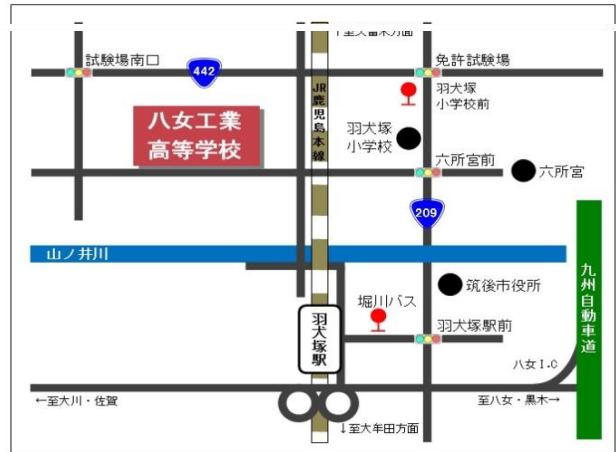 ↑至久留米方面
試験場南口
442
免許試験場
JR鹿児島本線
羽犬塚
小学校前
八女工業
高等学校
羽犬塚
小学校
六所宮前
六所宮
209
山ノ井川
九州自動車道
筑後市役所
堀川バス
羽犬塚駅
羽犬塚駅前
八女I.C
←至大川・佐賀
至八女・黒木→
↓至大牟田方面